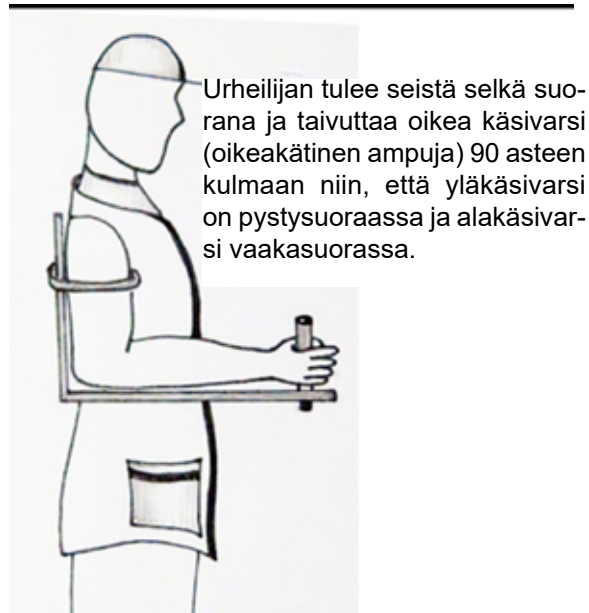 Urheilijan tulee seistä selkä suo-
rana ja taivuttaa oikea käsivarsi
(oikeakätinen ampuja) 90 asteen
kulmaan niin, että yläkäsivarsi
on pystysuoraassa ja alakäsivar-
si vaakasuorassa.